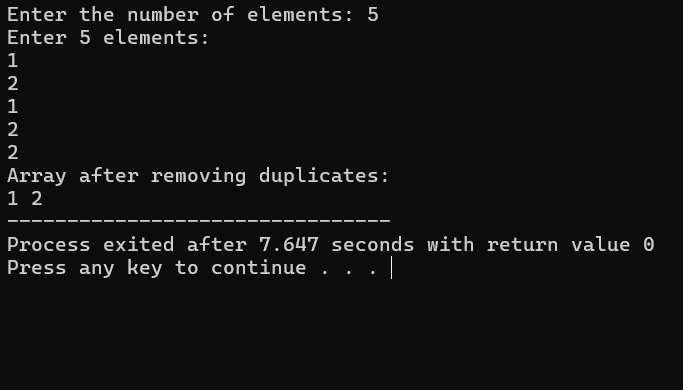 Enter the number of elements: 5
Enter 5 elements:
1
2
1
2
2
Array after removing duplicates:
1 2
--------------------------------
Process exited after 7.647 seconds with return value 0
Press any key to continue . . .